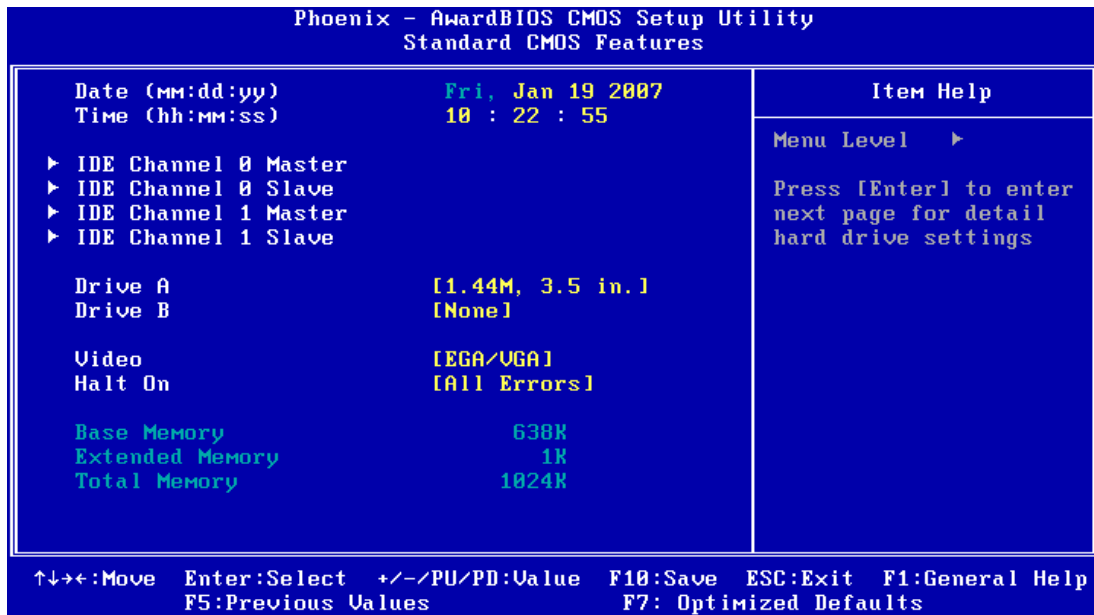 Phoenix - AwardBIOS CMOS Setup Utility
Standard CMOS Features
Date (mm:dd:yy) Fri, Jan 19 2007
Time (hh:mm:ss) 10 : 22 : 55
► IDE Channel 0 Master
► IDE Channel 0 Slave
► IDE Channel 1 Master
► IDE Channel 1 Slave
Drive A [1.44M, 3.5 in.]
Drive B [None]
Video [EGA/VGA]
Halt On [All Errors]
Base Memory 638K
Extended Memory 1K
Total Memory 1024K
Item Help
Menu Level ►
Press [Enter] to enter
next page for detail
hard drive settings
↑↓→←:Move Enter:Select +/-/PU/PD:Value F10:Save ESC:Exit F1:General Help
F5:Previous Values F7: Optimized Defaults